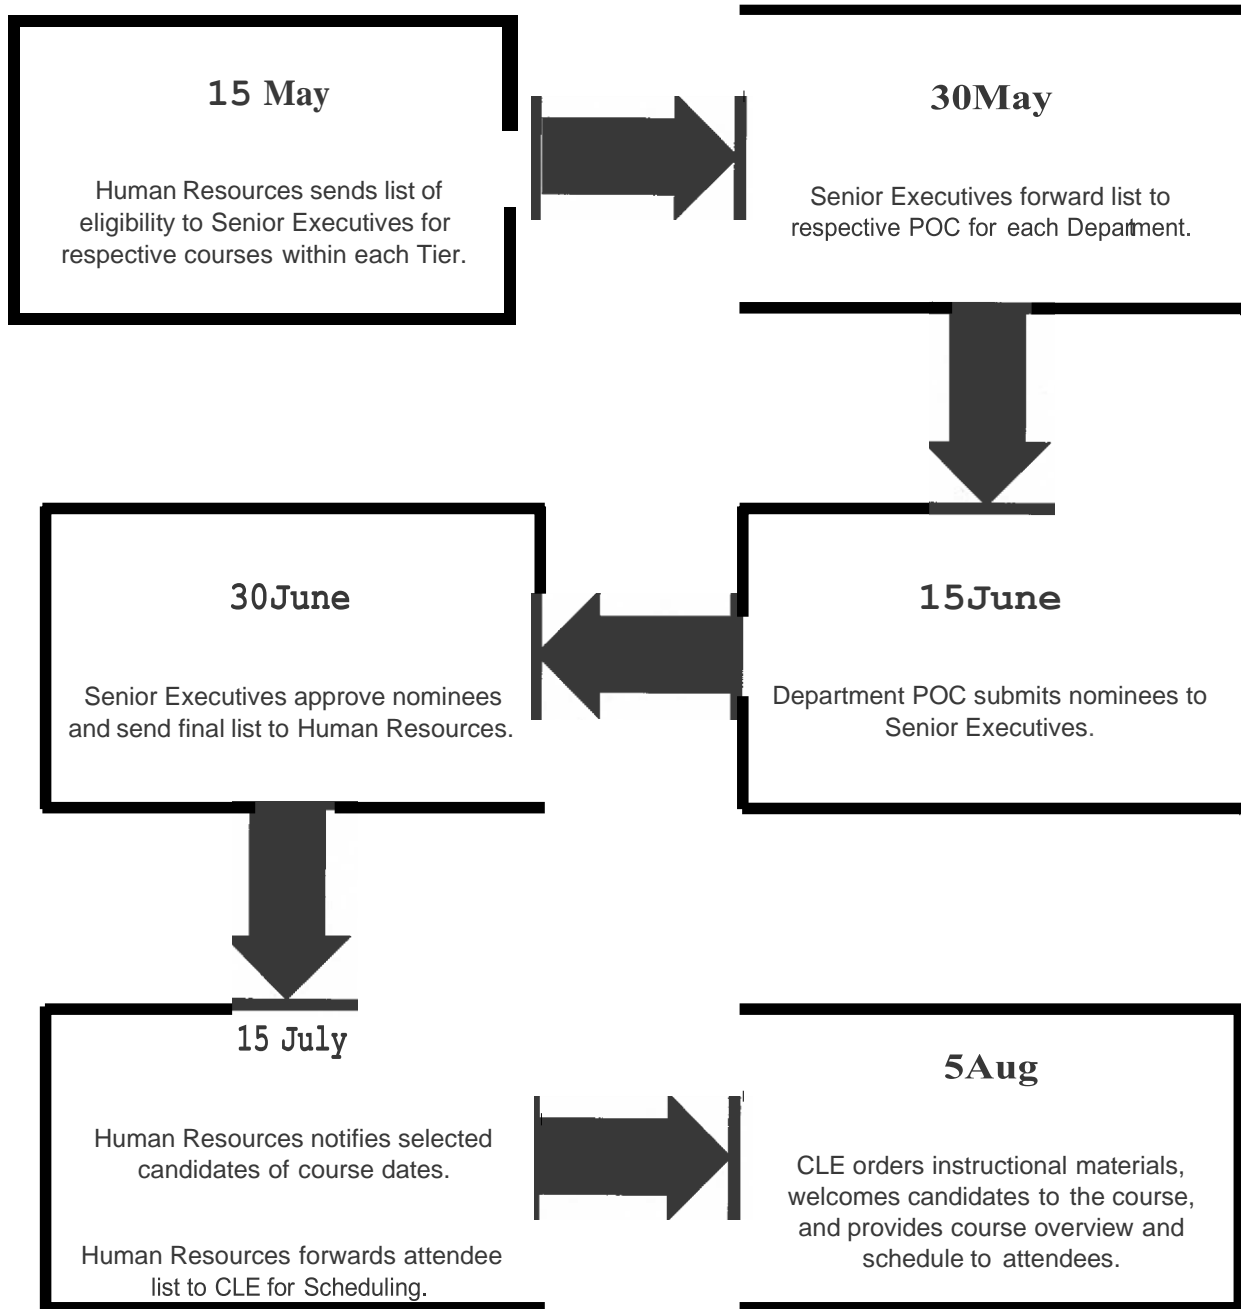 15 May
Human Resources sends list of
eligibility to Senior Executives for
respective courses within each Tier.
30May
Senior Executives forward list to
respective POC for each Department.
15June
Department POC submits nominees to
Senior Executives.
30June
Senior Executives approve nominees
and send final list to Human Resources.
15 July
Human Resources notifies selected
candidates of course dates.
Human Resources forwards attendee
list to CLE for Scheduling.
5Aug
CLE orders instructional materials,
welcomes candidates to the course,
and provides course overview and
schedule to attendees.